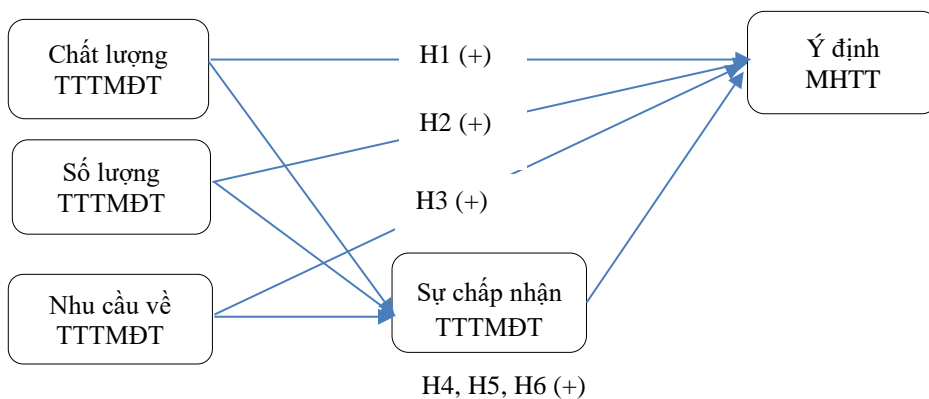 Chất lượng
TTTMĐT
H1 (+)
Ý định
MHTT
H2 (+)
Số lượng
TTTMĐT
H3 (+)
Nhu cầu về
TTTMĐT
Sự chấp nhận
TTTMĐT
H4, H5, H6 (+)